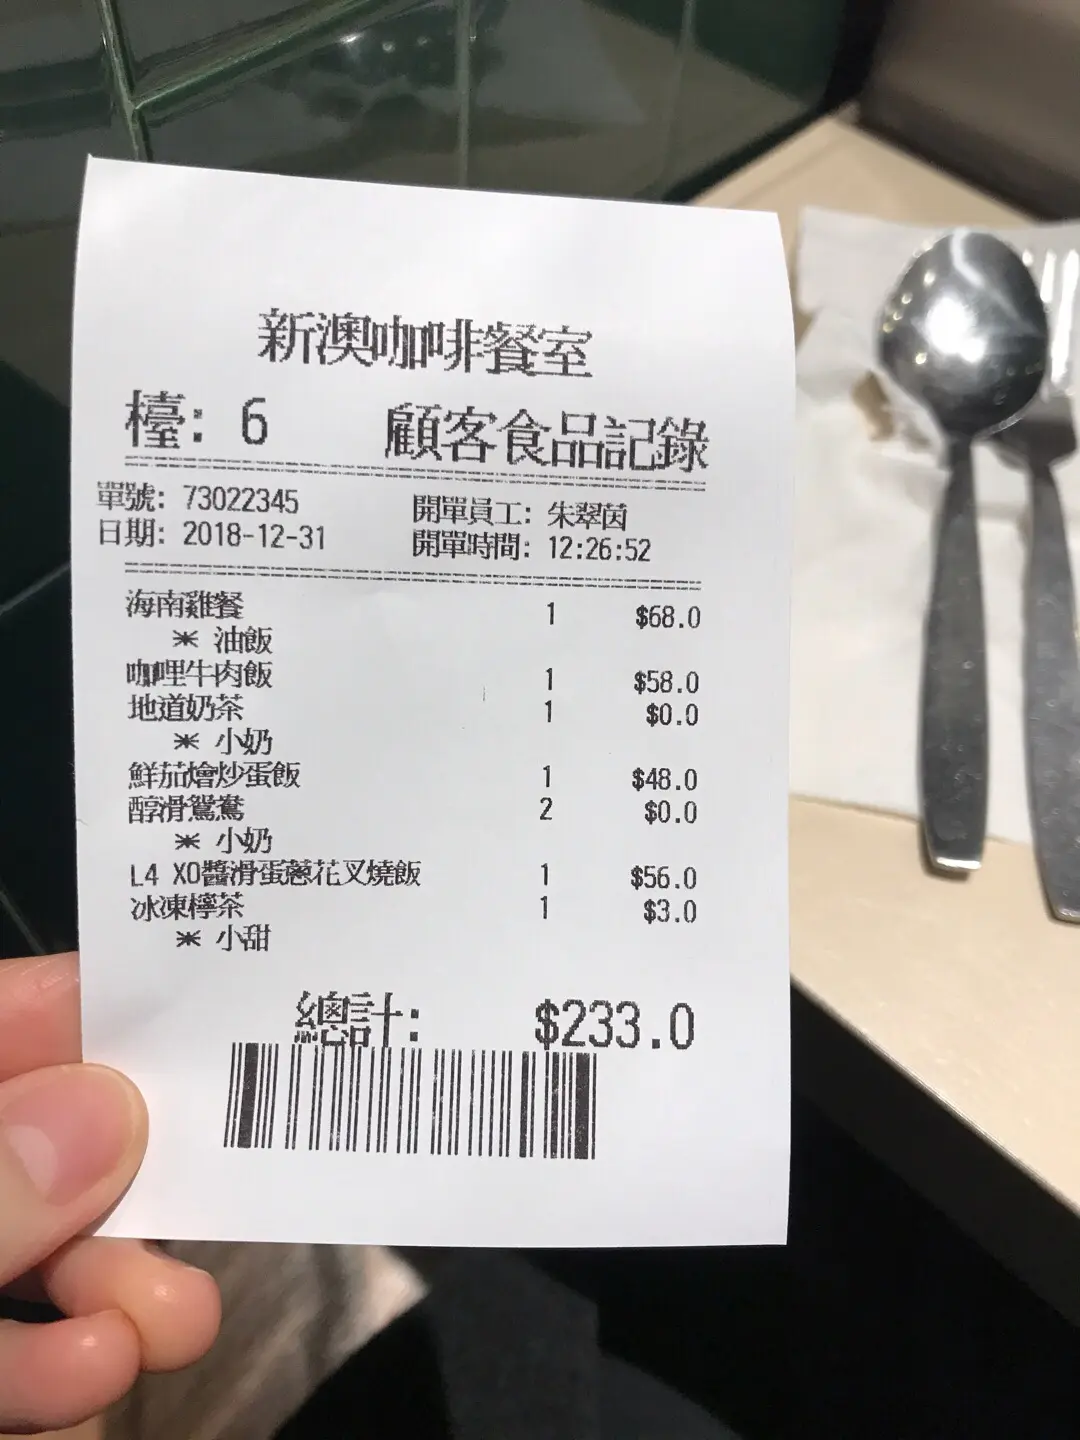 新澳咖啡餐室
檯: 6 顧客食品記錄
單號: 73022345 開單員工: 朱翠茵
日期: 2018-12-31 開單時間: 12:26:52
海南雞餐 1 $68.0
* 油飯
咖哩牛肉飯 1 $58.0
地道奶茶 1 $0.0
* 小奶
鮮茄燴炒蛋飯 1 $48.0
醇滑鴛鴦 2 $0.0
* 小奶
L4 XO醬滑蛋蔥花叉燒飯 1 $56.0
冰凍檸茶 1 $3.0
* 小甜
總計: $233.0